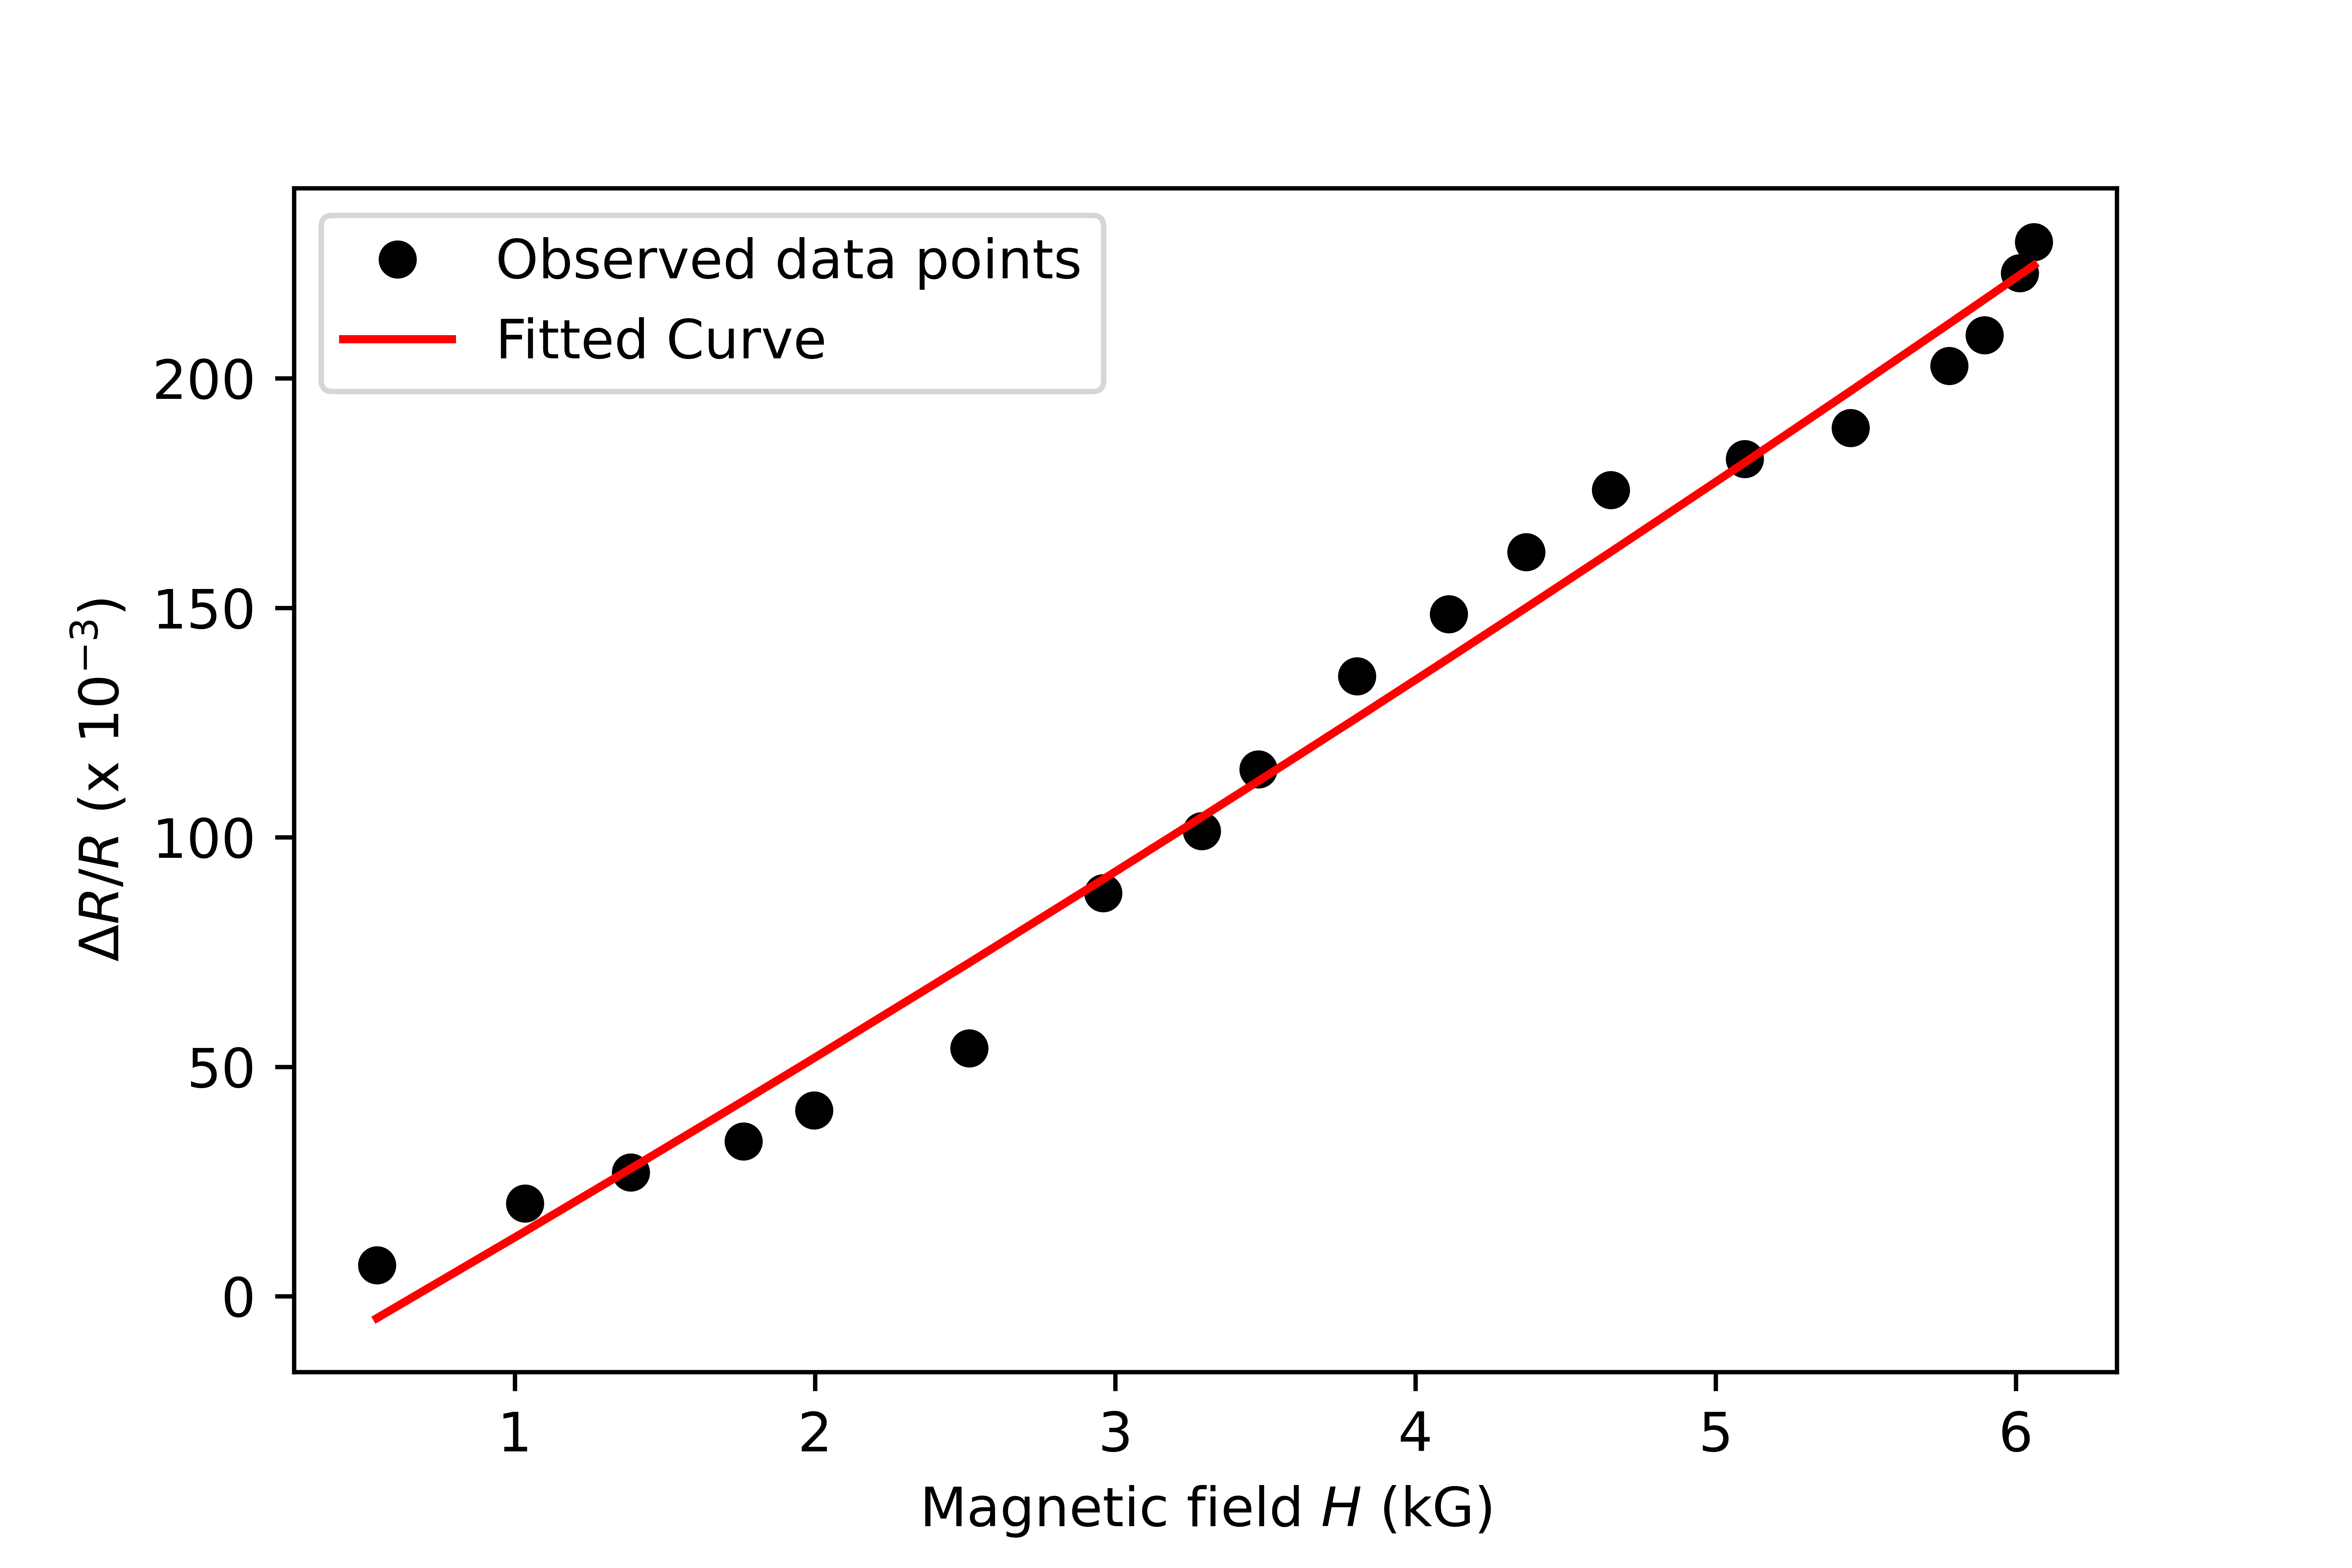 Observed data points
Fitted Curve
200
150
100
50
0
ΔR/R (x 10⁻³)
1 2 3 4 5 6
Magnetic field H (kG)